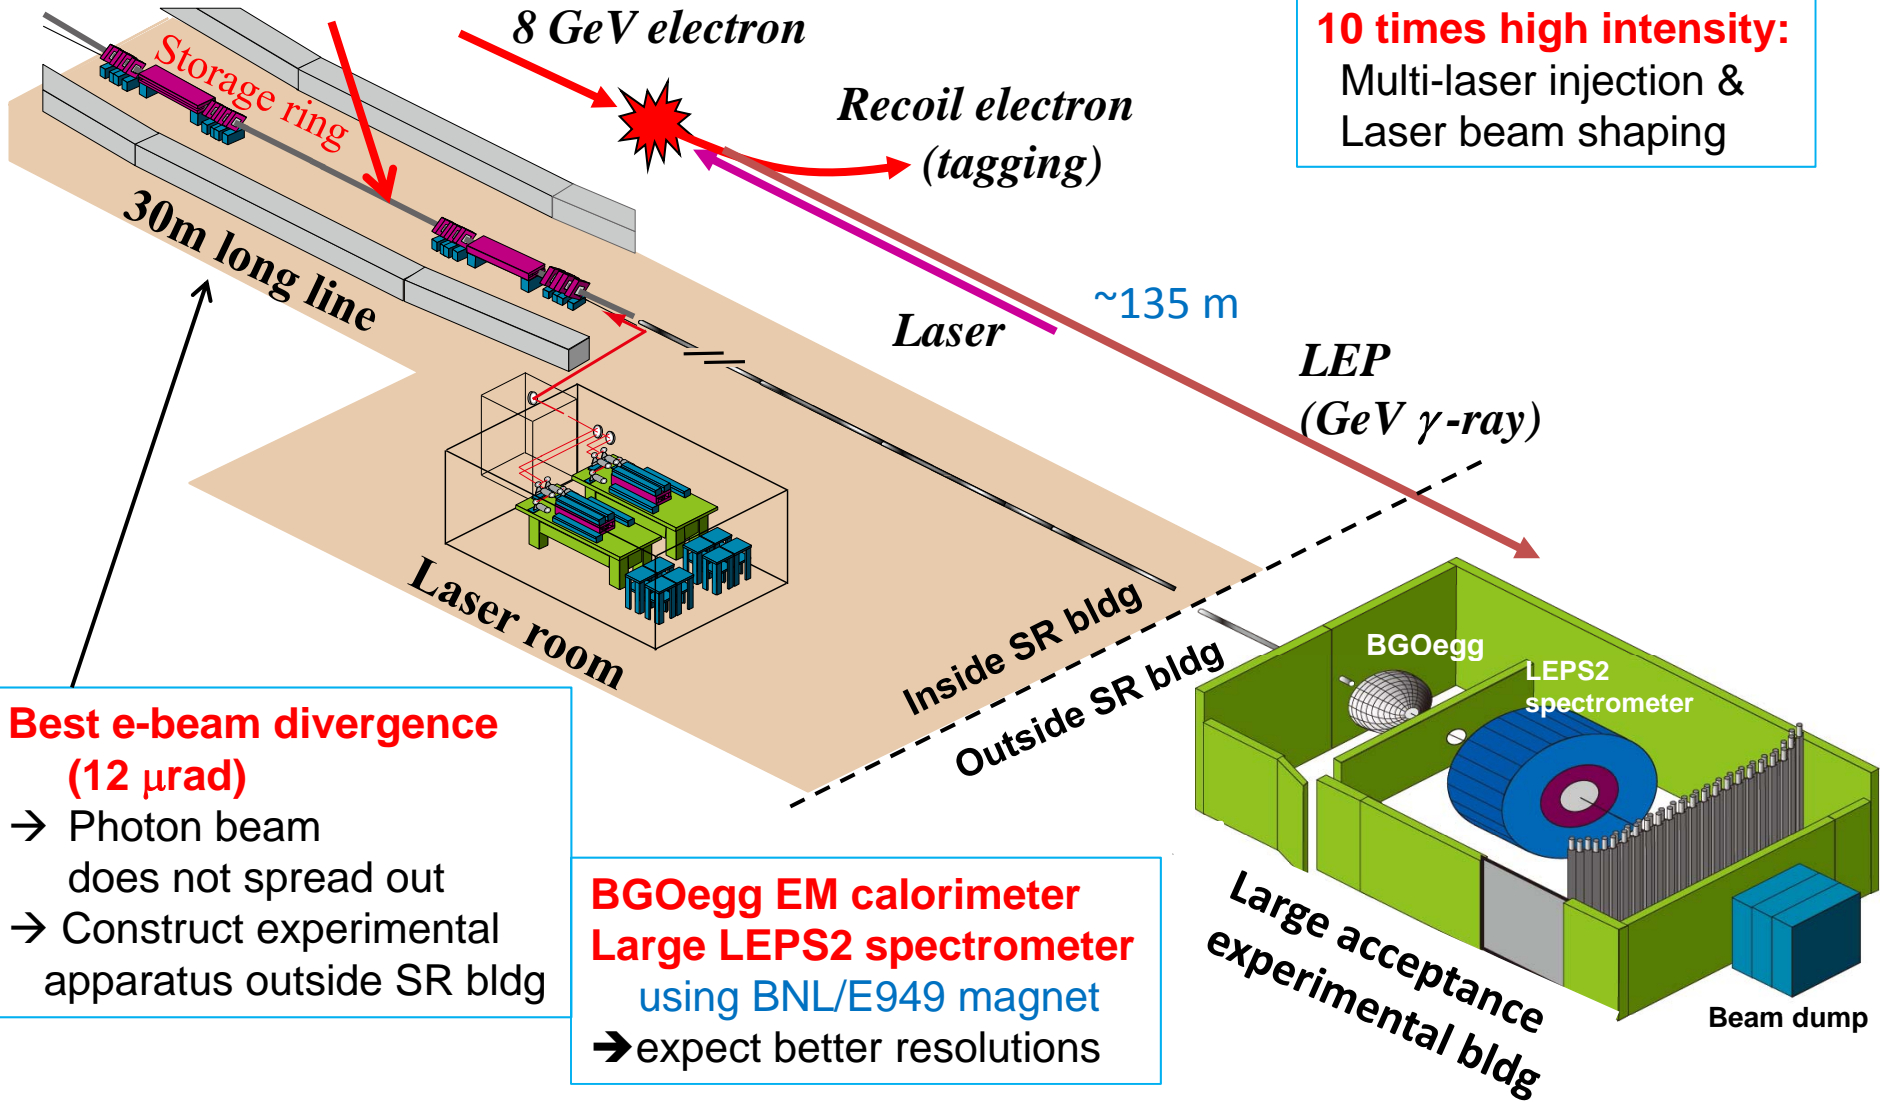 8 GeV electron
10 times high intensity:
Multi-laser injection &
Laser beam shaping
Storage ring
Recoil electron
(tagging)
30m long line
~135 m
Laser
LEP
(GeV γ-ray)
Laser room
Inside SR bldg
Outside SR bldg
BGOegg
LEPS2
spectrometer
Best e-beam divergence
(12 μrad)
→ Photon beam
does not spread out
→ Construct experimental
apparatus outside SR bldg
BGOegg EM calorimeter
Large LEPS2 spectrometer
using BNL/E949 magnet
➔expect better resolutions
Large acceptance
experimental bldg
Beam dump